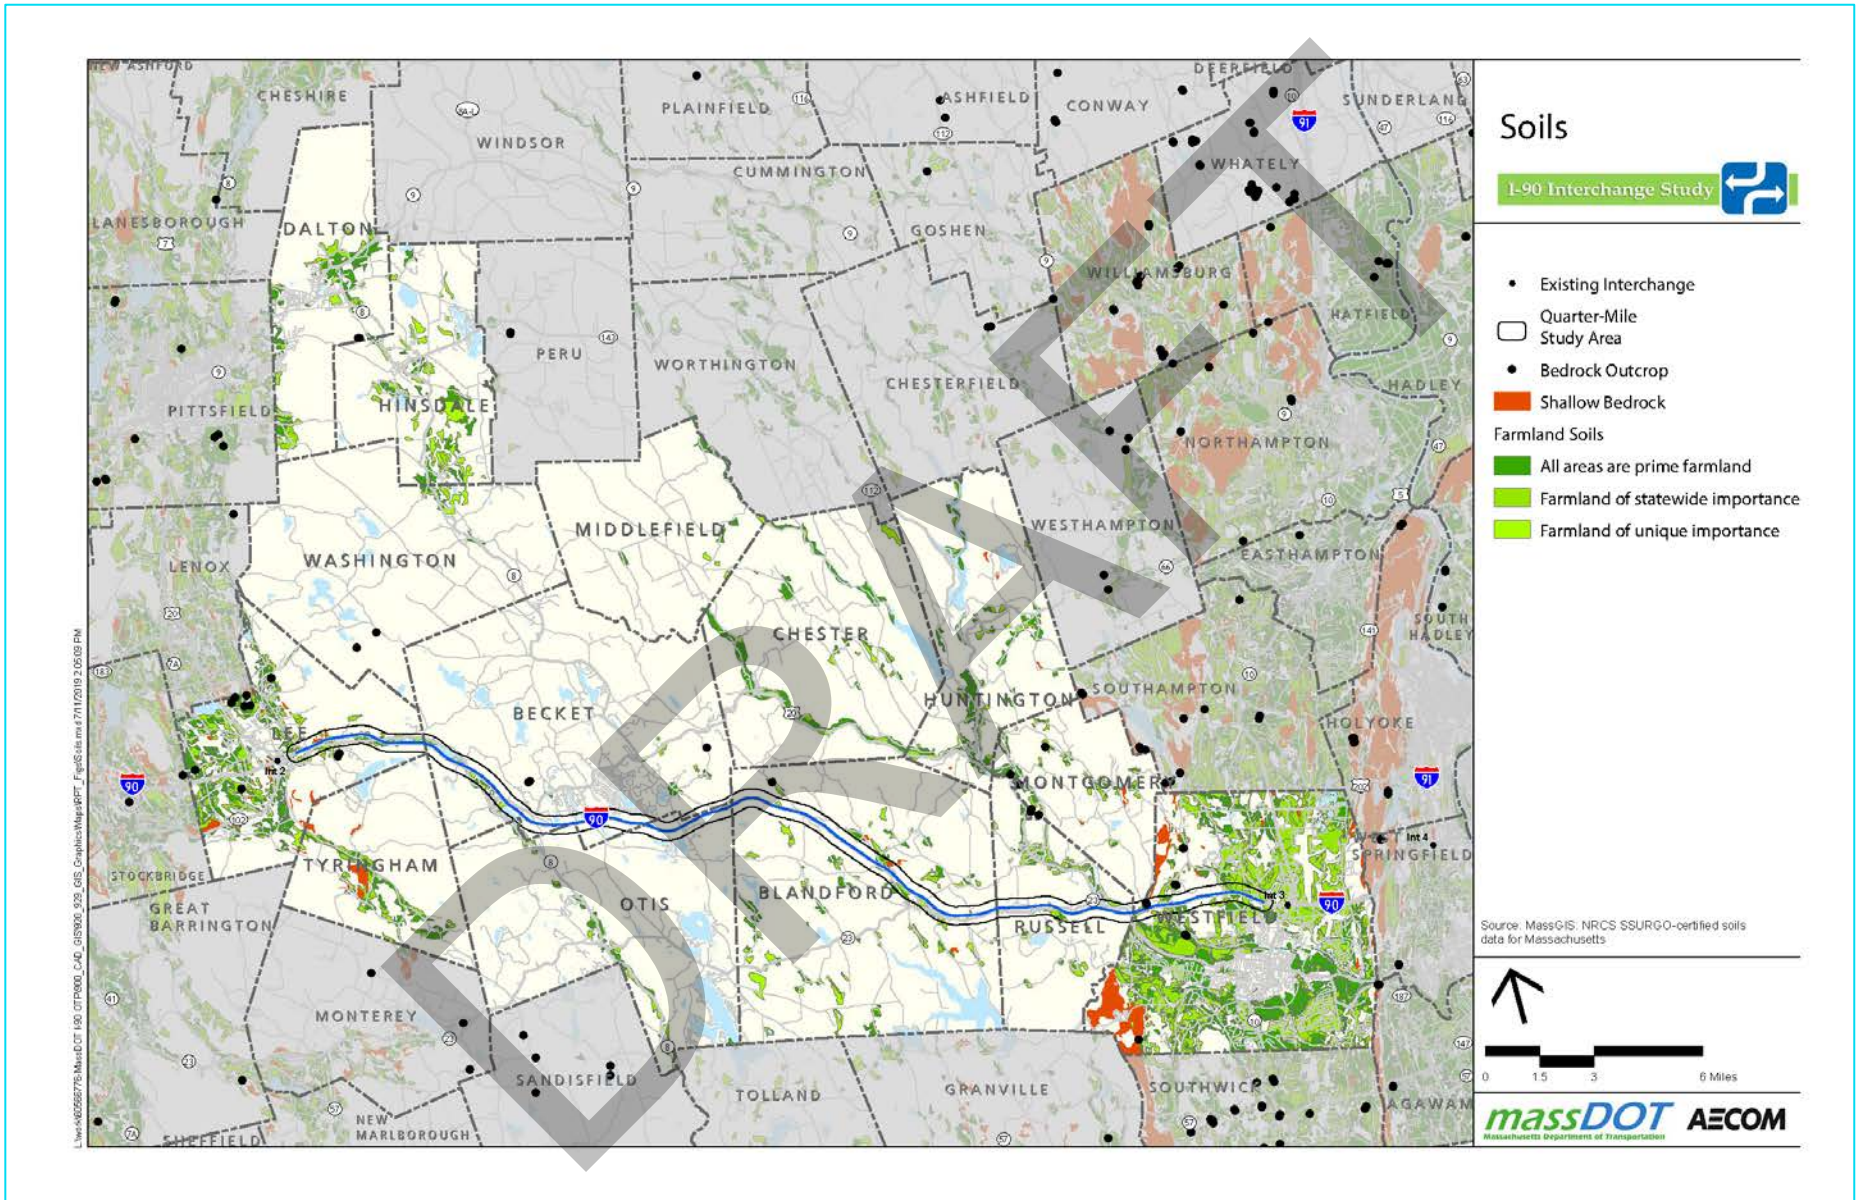 NEW ASHFORD
CHESHIRE
WINDSOR
PLAINFIELD
ASHFIELD
CONWAY
DEERFIELD
SUNDERLAND
WHATELY
CUMMINGTON
LANESBOROUGH
DALTON
GOSHEN
WILLIAMSBURG
HATFIELD
PERU
WORTHINGTON
CHESTERFIELD
HADLEY
PITTSFIELD
HINSDALE
NORTHAMPTON
WESTHAMPTON
EASTHAMPTON
MIDDLEFIELD
WASHINGTON
LENOX
CHESTER
SOUTH
HADLEY
HUNTINGTON
SOUTHAMPTON
BECKET
HOLYOKE
LEE
Int 2
MONTGOMERY
Int 4
SPRINGFIELD
TYRINGHAM
STOCKBRIDGE
BLANDFORD
Int 3
GREAT
BARRINGTON
OTIS
WESTFIELD
RUSSELL
MONTEREY
SANDISFIELD
TOLLAND
GRANVILLE
SOUTHWICK
AGAWAM
NEW
MARLBOROUGH
SHEFFIELD
91
90
90
90
91
DRAFT
Soils
I-90 Interchange Study
Existing Interchange
Quarter-Mile
Study Area
Bedrock Outcrop
Shallow Bedrock
Farmland Soils
All areas are prime farmland
Farmland of statewide importance
Farmland of unique importance
Source: MassGIS: NRCS SSURGO-certified soils
data for Massachusetts
0 1.5 3 6 Miles
massDOT AECOM
Massachusetts Department of Transportation